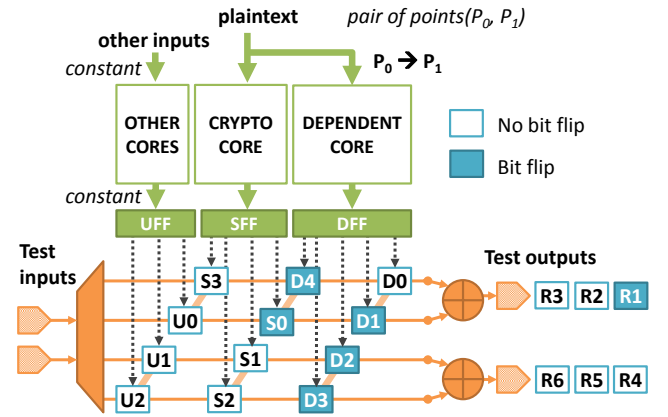 plaintext
pair of points(P0, P1)
other inputs
constant
P0 → P1
OTHER CORES
CRYPTO CORE
DEPENDENT CORE
No bit flip
Bit flip
constant
UFF
SFF
DFF
Test inputs
Test outputs
S3
D4
D0
R3
R2
R1
U0
S0
D1
U1
S1
D2
R6
R5
R4
U2
S2
D3